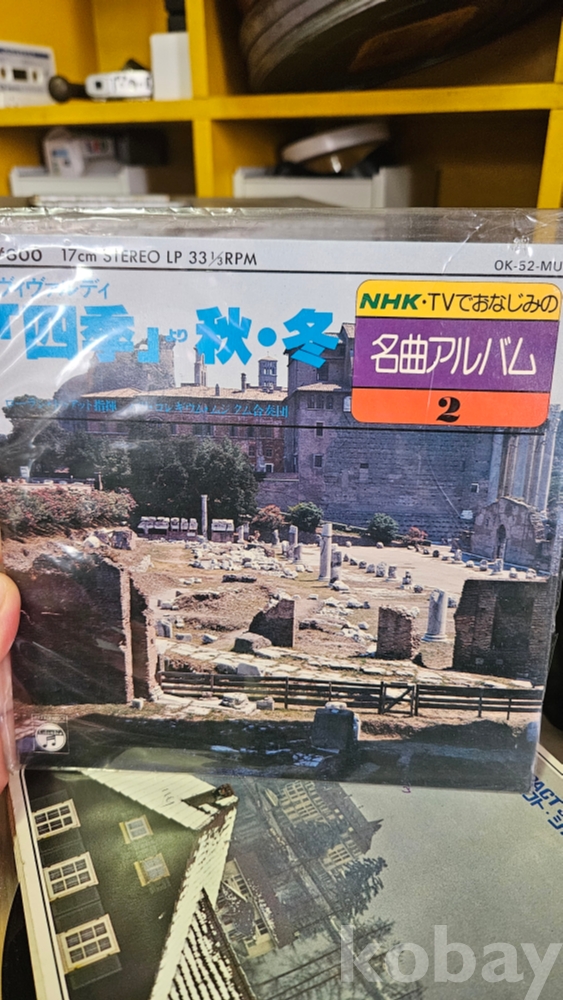 ¥600 17cm STEREO LP 33⅓RPM
OK-52-MU
ヴィヴァルディ
「四季」より 秋・冬
NHK・TVでおなじみの
名曲アルバム
2
kobay